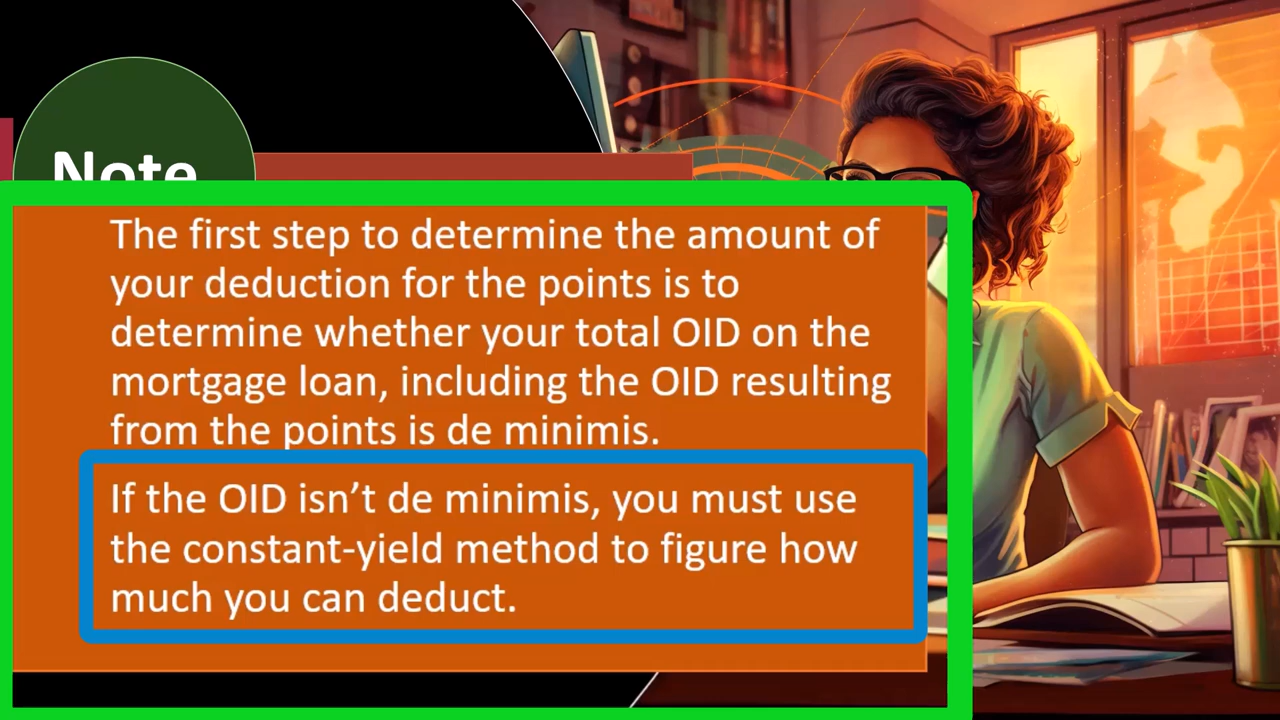 Note
The first step to determine the amount of
your deduction for the points is to
determine whether your total OID on the
mortgage loan, including the OID resulting
from the points is de minimis.
If the OID isn’t de minimis, you must use
the constant-yield method to figure how
much you can deduct.